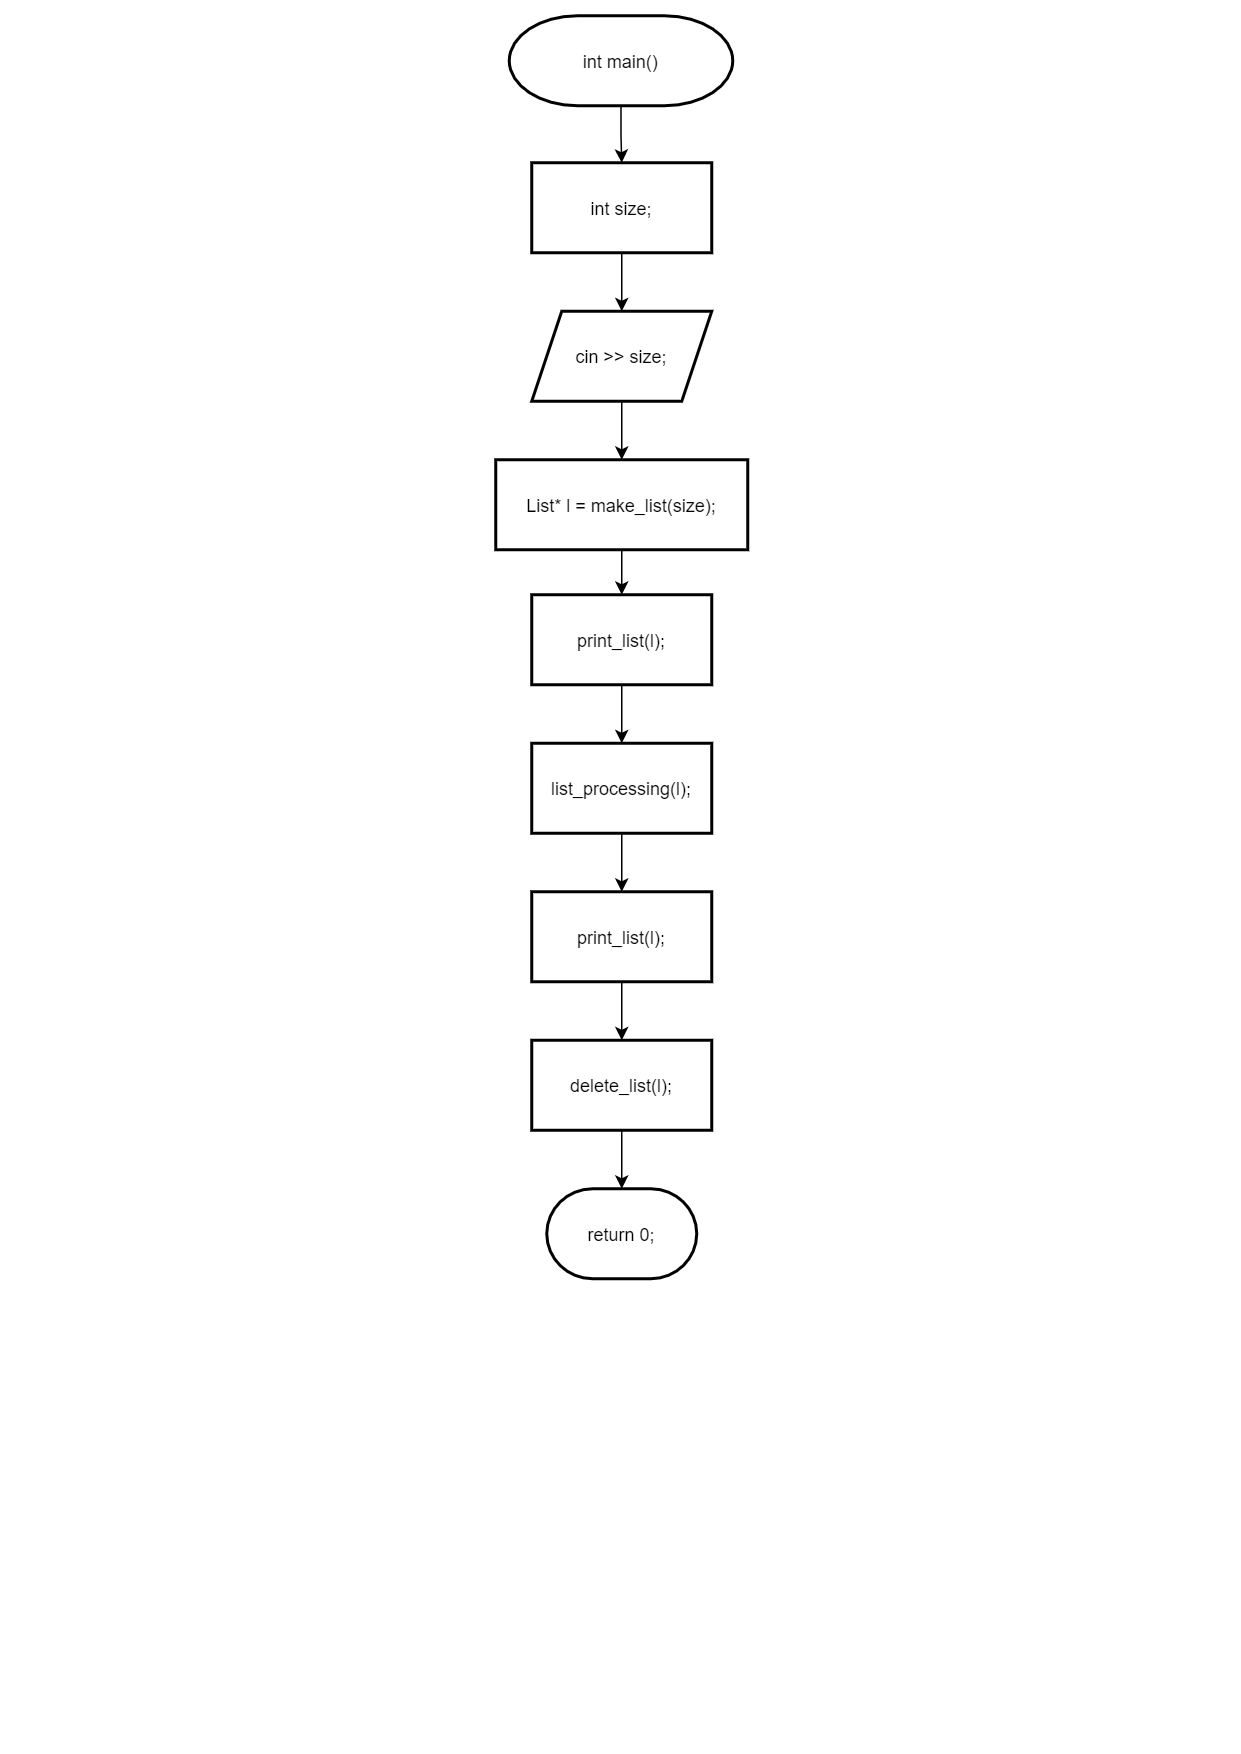 int main()
int size;
cin >> size;
List* l = make_list(size);
print_list(l);
list_processing(l);
print_list(l);
delete_list(l);
return 0;